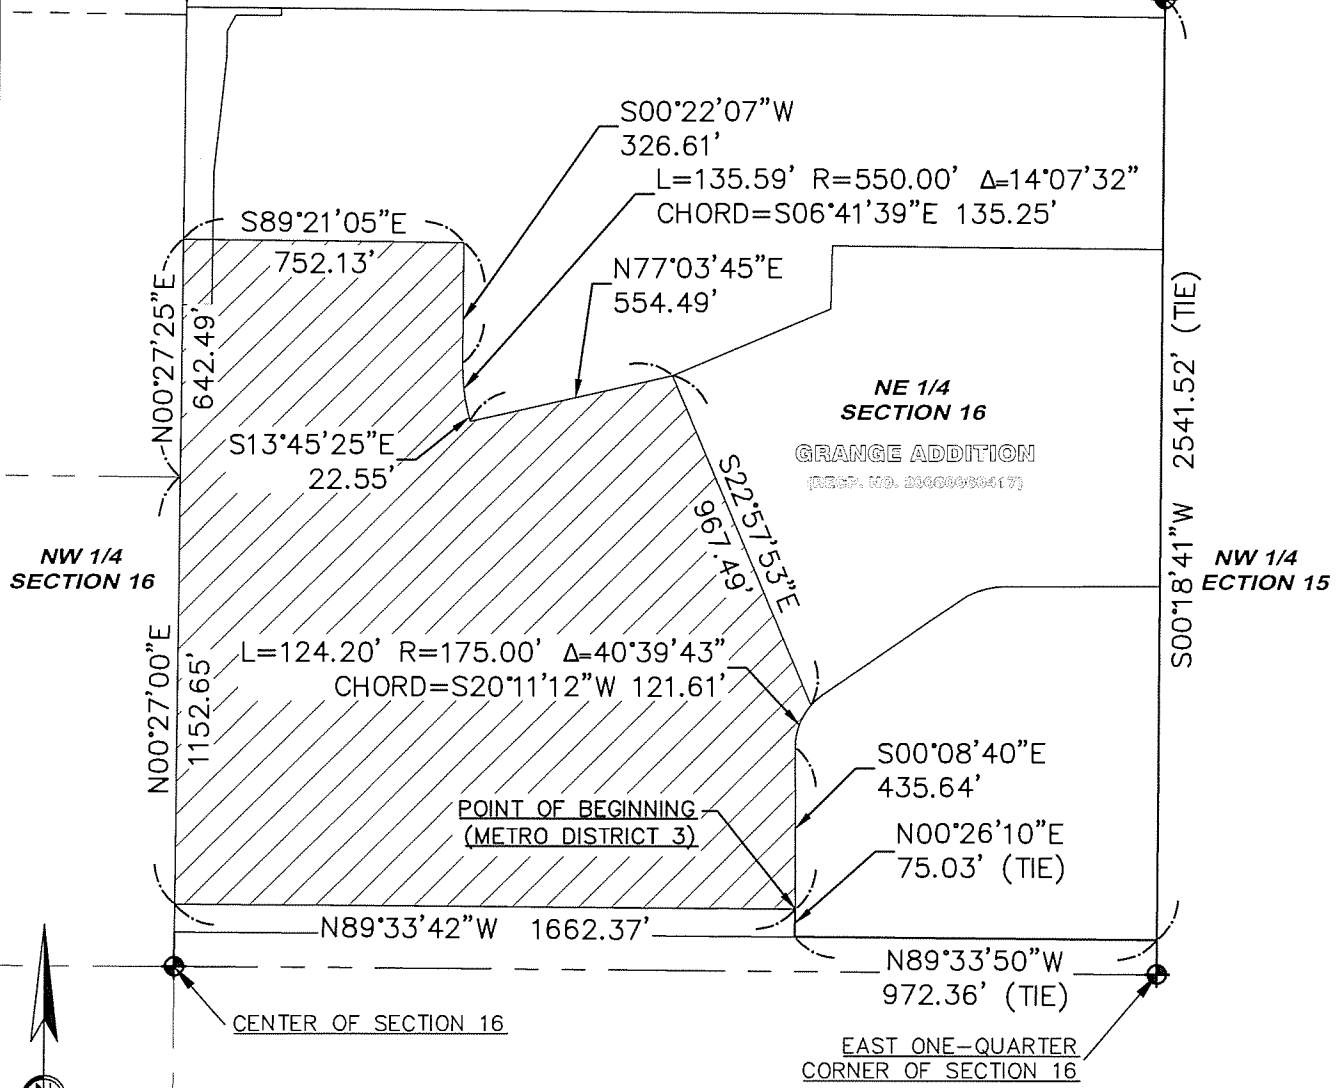 S00°22'07"W
326.61'
L=135.59' R=550.00' Δ=14°07'32"
CHORD=S06°41'39"E 135.25'
S89°21'05"E
752.13'
N77°03'45"E
554.49'
N00°27'25"E
642.49'
S00°18'41"W 2541.52' (TIE)
NE 1/4
SECTION 16
GRANGE ADDITION
S13°45'25"E
22.55'
S22°57'53"E
967.49'
NW 1/4
SECTION 16
NW 1/4
ECTION 15
L=124.20' R=175.00' Δ=40°39'43"
CHORD=S20°11'12"W 121.61'
N00°27'00"E
1152.65'
S00°08'40"E
435.64'
POINT OF BEGINNING
(METRO DISTRICT 3)
N00°26'10"E
75.03' (TIE)
N89°33'42"W 1662.37'
N89°33'50"W
972.36' (TIE)
CENTER OF SECTION 16
EAST ONE-QUARTER
CORNER OF SECTION 16